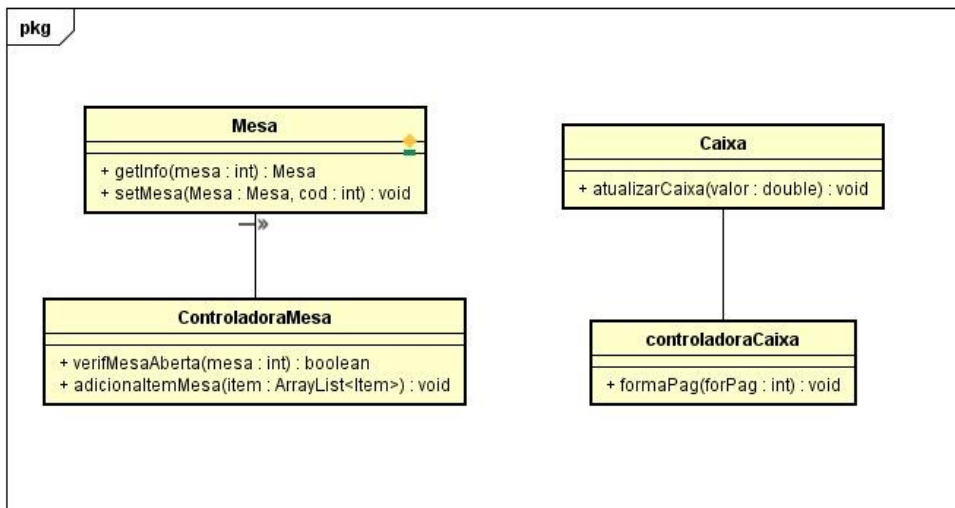 pkg
Mesa
+ getInfo(mesa : int) : Mesa
+ setMesa(Mesa : Mesa, cod : int) : void
ControladoraMesa
+ verifMesaAberta(mesa : int) : boolean
+ adicionaItemMesa(item : ArrayList<Item>) : void
Caixa
+ atualizarCaixa(valor : double) : void
controladoraCaixa
+ formaPag(forPag : int) : void